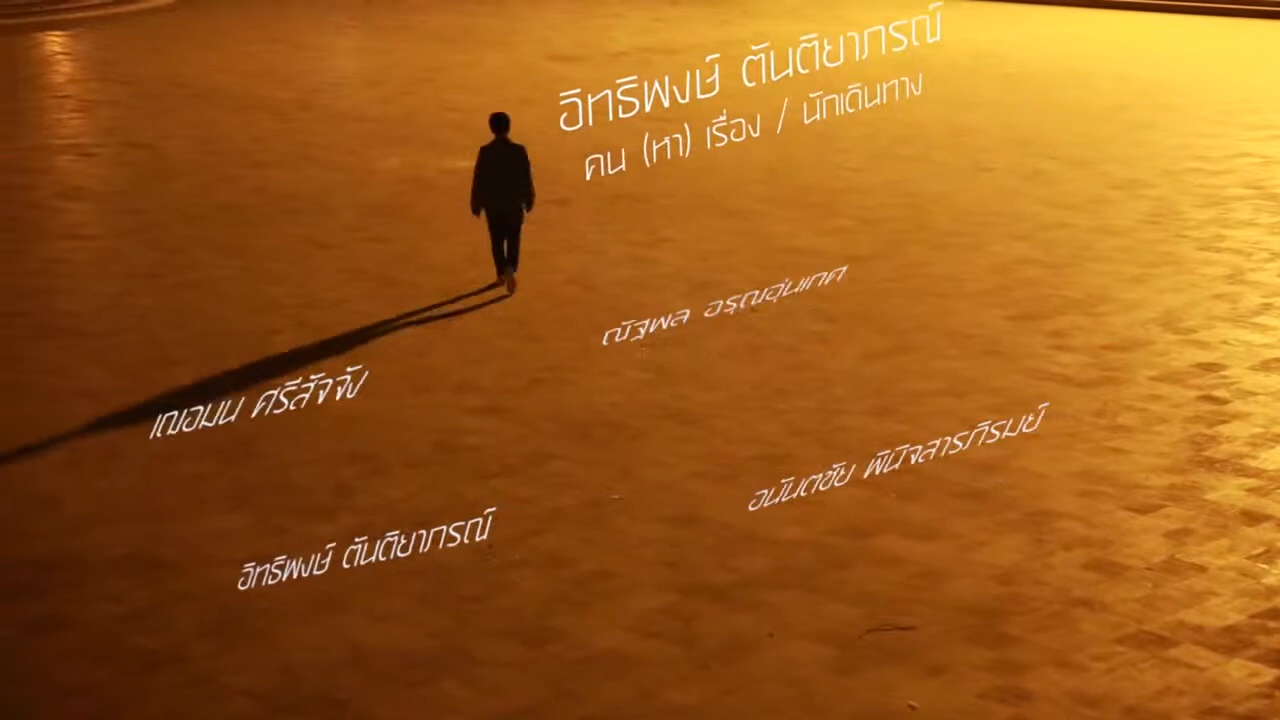 อิทธิพงษ์ ตันติยาภรณ์
คน (ทำ) เรื่อง / นักเดินทาง
ณัฐพล อรุณอุ่นเทศ
เฌอมน ศรีสัจจัง
อนันตชัย พินิจสารภิรมย์
อิทธิพงษ์ ตันติยาภรณ์